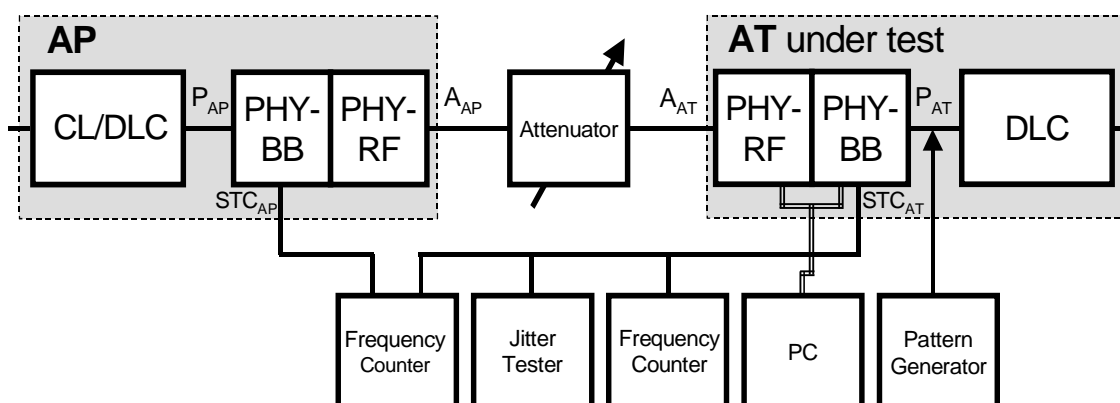 AP
AT under test
CL/DLC
P_AP
PHY-
BB
PHY-
RF
A_AP
Attenuator
A_AT
PHY-
RF
PHY-
BB
P_AT
DLC
STC_AP
STC_AT
Frequency
Counter
Jitter
Tester
Frequency
Counter
PC
Pattern
Generator